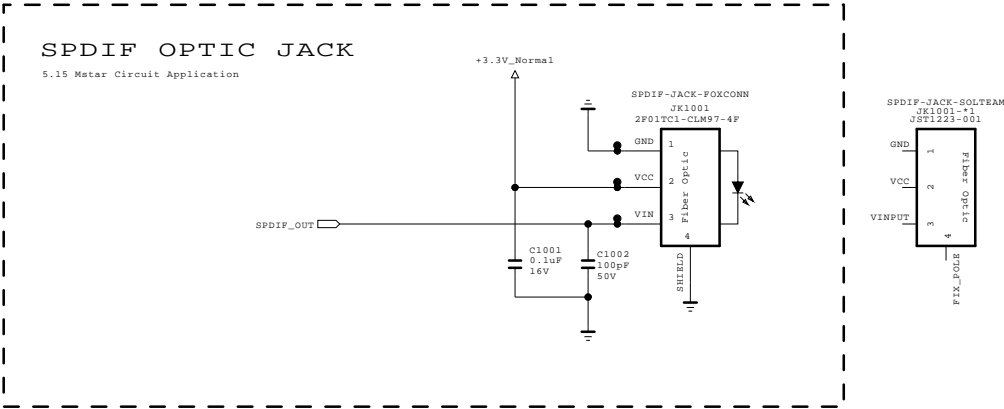 SPDIF OPTIC JACK
5.15 Mstar Circuit Application
+3.3V_Normal
SPDIF-JACK-FOXCONN
JK1001
2F01TC1-CLM97-4F
GND
1
VCC
2
VIN
3
4
Fiber Optic
SHIELD
SPDIF_OUT
C1001
0.1uF
16V
C1002
100pF
50V
SPDIF-JACK-SOLTEAM
JK1001-*1
JST1223-001
GND
1
VCC
2
VINPUT
3
4
Fiber Optic
FIX_POLE